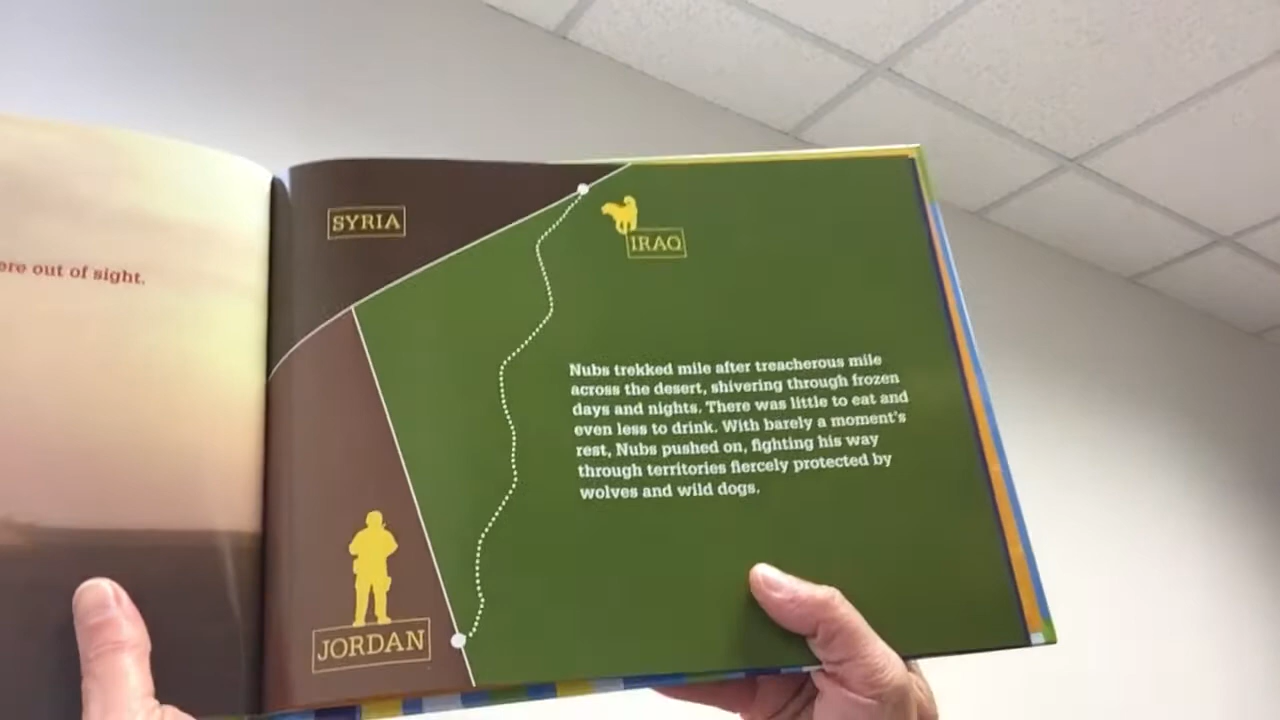 ere out of sight.
SYRIA
IRAQ
Nubs trekked mile after treacherous mile
across the desert, shivering through frozen
days and nights. There was little to eat and
even less to drink. With barely a moment's
rest, Nubs pushed on, fighting his way
through territories fiercely protected by
wolves and wild dogs.
JORDAN